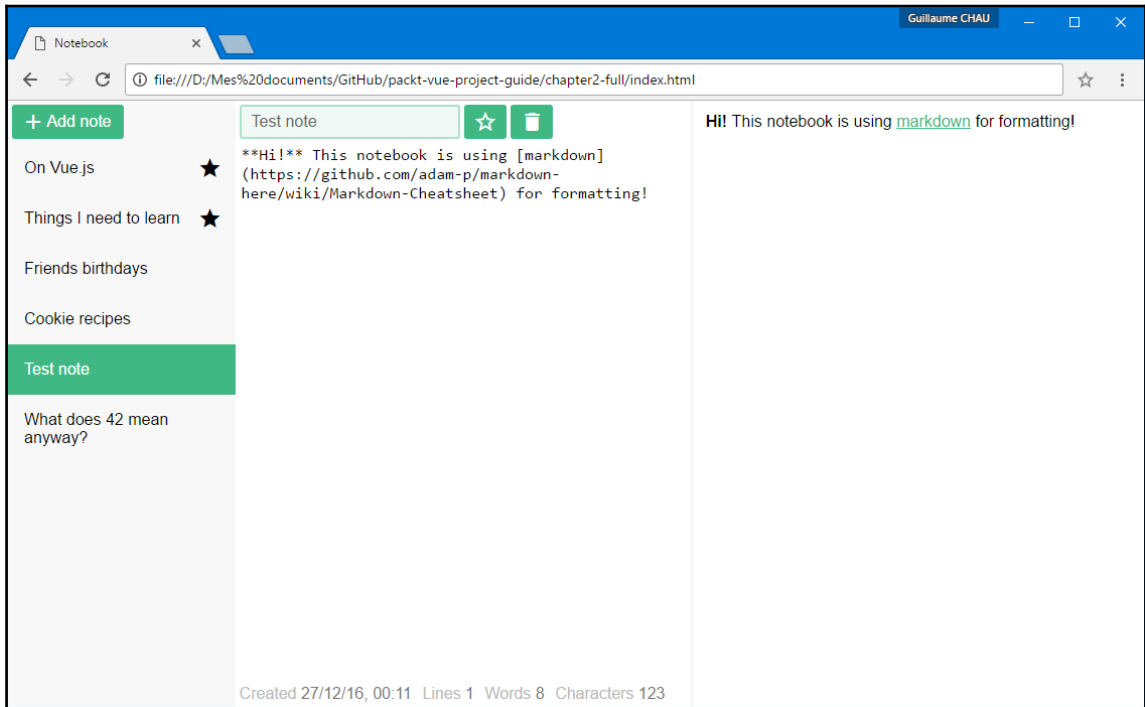 Guillaume CHAU
Notebook
file:///D:/Mes%20documents/GitHub/packt-vue-project-guide/chapter2-full/index.html
Add note
On Vue.js
Things I need to learn
Friends birthdays
Cookie recipes
Test note
What does 42 mean
anyway?
Test note
**Hi!** This notebook is using [markdown]
(https://github.com/adam-p/markdown-
here/wiki/Markdown-Cheatsheet) for formatting!
Created 27/12/16, 00:11 Lines 1 Words 8 Characters 123
Hi! This notebook is using markdown for formatting!